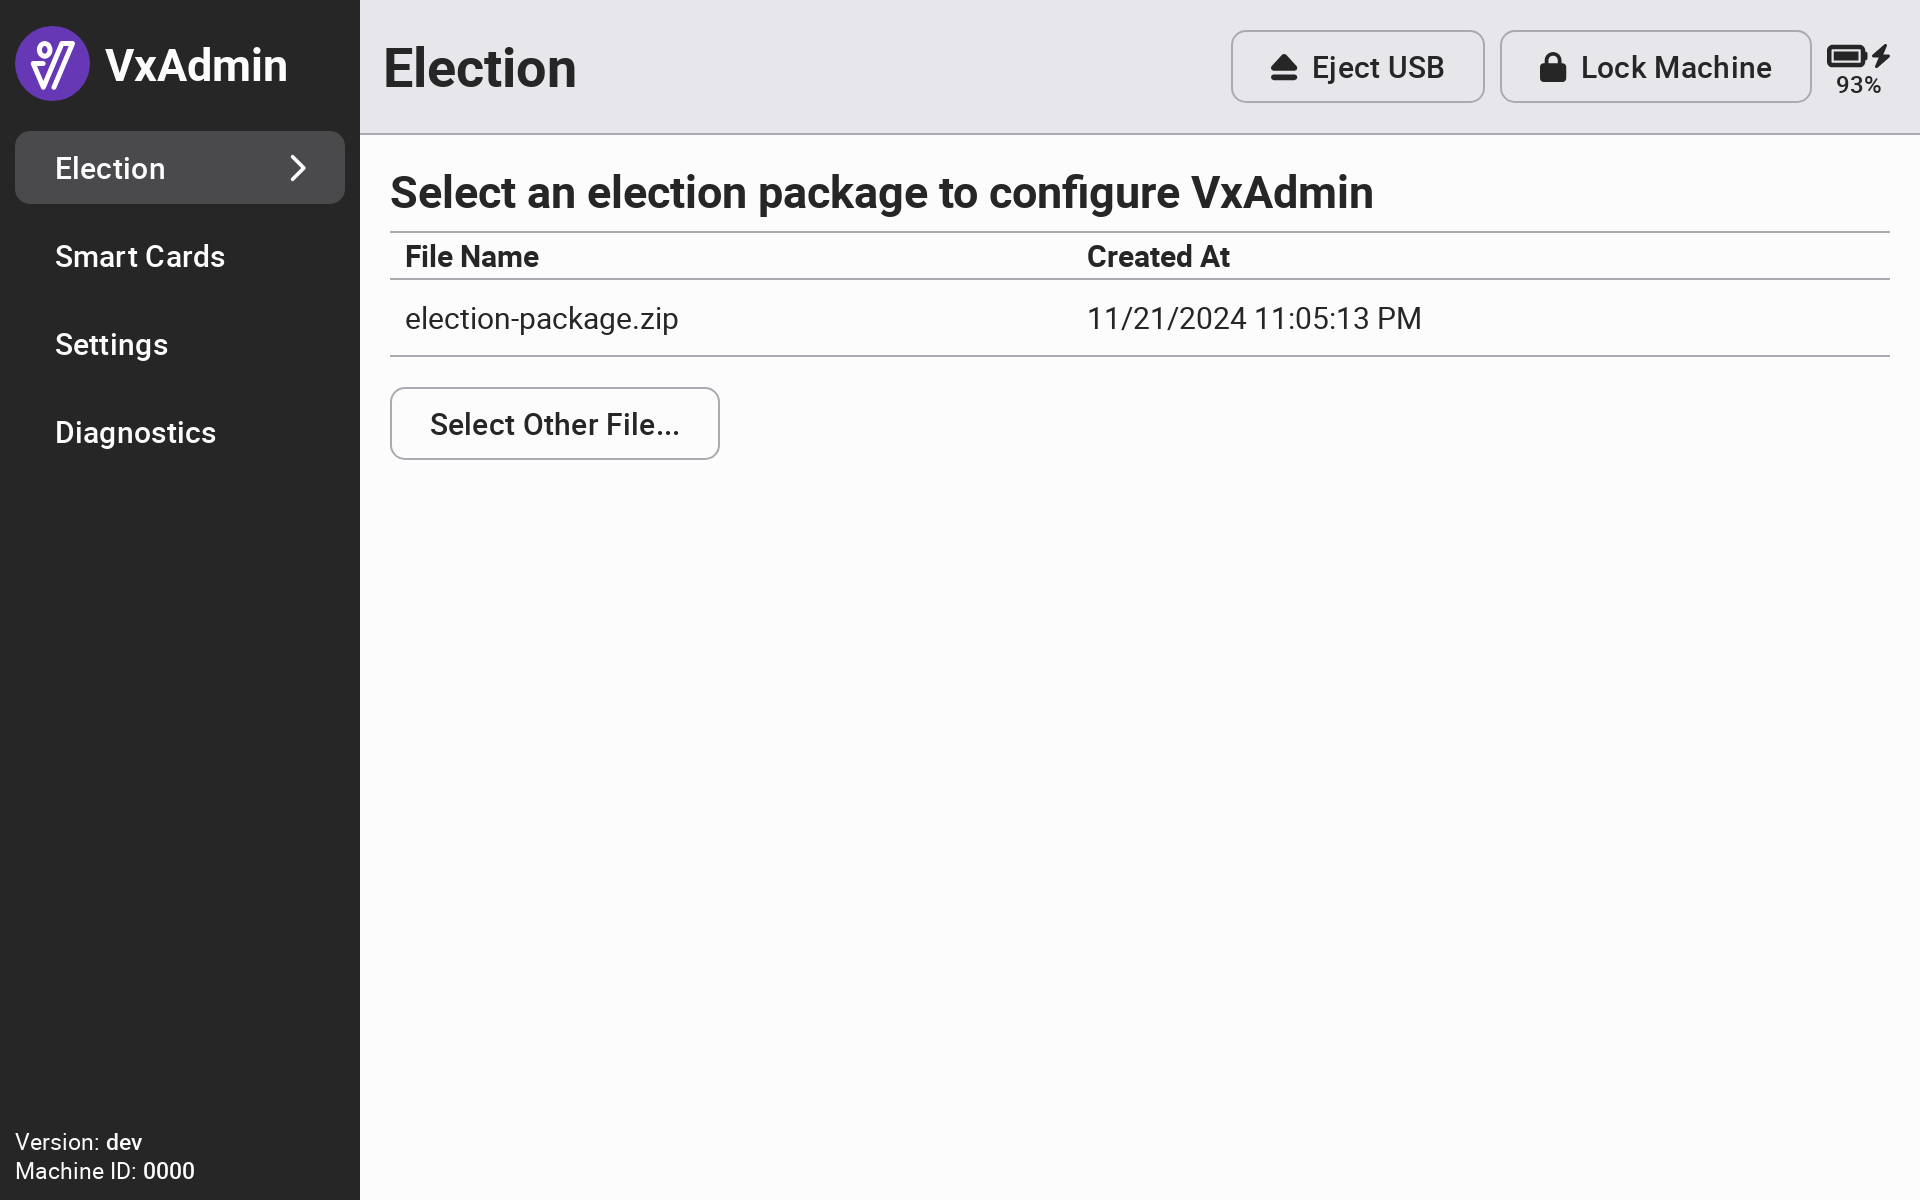 VxAdmin
Election
Smart Cards
Settings
Diagnostics
Version: dev
Machine ID: 0000
Election
Eject USB
Lock Machine
93%
Select an election package to configure VxAdmin
File Name Created At
election-package.zip 11/21/2024 11:05:13 PM
Select Other File...